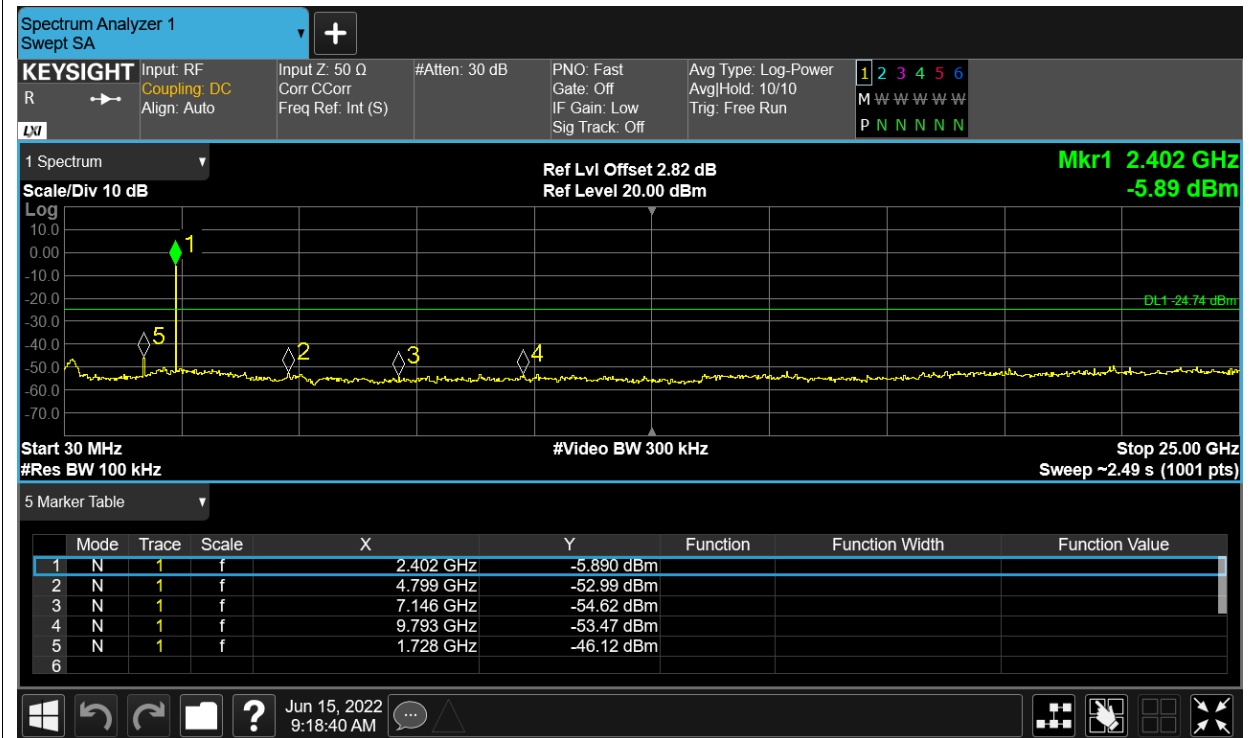 Spectrum Analyzer 1
Swept SA
KEYSIGHT Input: RF Input Z: 50 Ω #Atten: 30 dB PNO: Fast Avg Type: Log-Power 1 2 3 4 5 6
R Coupling: DC Corr CCorr Gate: Off Avg|Hold: 10/10 M W W W W W
Align: Auto Freq Ref: Int (S) IF Gain: Low Trig: Free Run
LXI Sig Track: Off P N N N N N
1 Spectrum Ref Lvl Offset 2.82 dB Mkr1 2.402 GHz
Scale/Div 10 dB Ref Level 20.00 dBm -5.89 dBm
Log
10.0
1
0.00
-10.0
-20.0
DL1 -24.74 dBm
-30.0
5
-40.0
2 3 4
-50.0
-60.0
-70.0
Start 30 MHz #Video BW 300 kHz Stop 25.00 GHz
#Res BW 100 kHz Sweep ~2.49 s (1001 pts)
5 Marker Table
Mode Trace Scale X Y Function Function Width Function Value
1 N 1 f 2.402 GHz -5.890 dBm
2 N 1 f 4.799 GHz -52.99 dBm
3 N 1 f 7.146 GHz -54.62 dBm
4 N 1 f 9.793 GHz -53.47 dBm
5 N 1 f 1.728 GHz -46.12 dBm
6
? Jun 15, 2022
9:18:40 AM